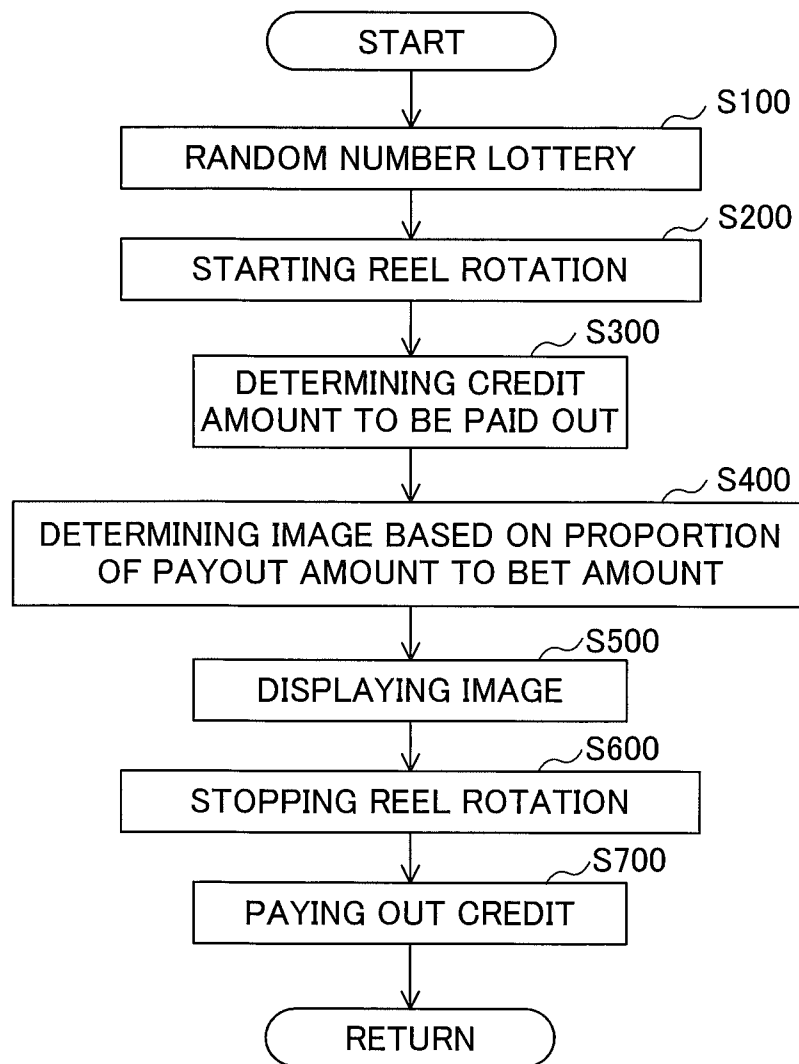 START
S100
RANDOM NUMBER LOTTERY
S200
STARTING REEL ROTATION
S300
DETERMINING CREDIT
AMOUNT TO BE PAID OUT
S400
DETERMINING IMAGE BASED ON PROPORTION
OF PAYOUT AMOUNT TO BET AMOUNT
S500
DISPLAYING IMAGE
S600
STOPPING REEL ROTATION
S700
PAYING OUT CREDIT
RETURN